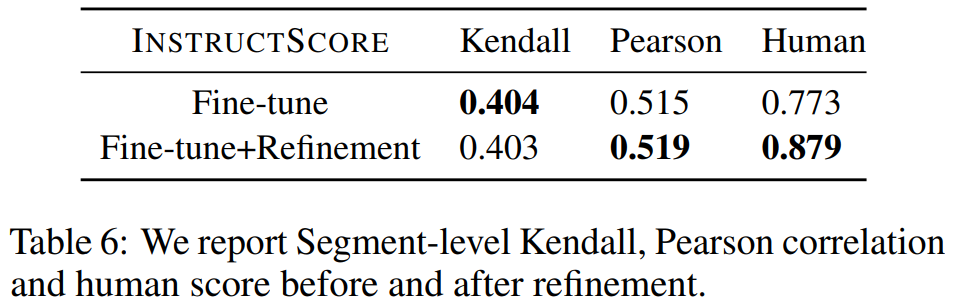 INSTRUCTSCORE Kendall Pearson Human
Fine-tune 0.404 0.515 0.773
Fine-tune+Refinement 0.403 0.519 0.879
Table 6: We report Segment-level Kendall, Pearson correlation
and human score before and after refinement.